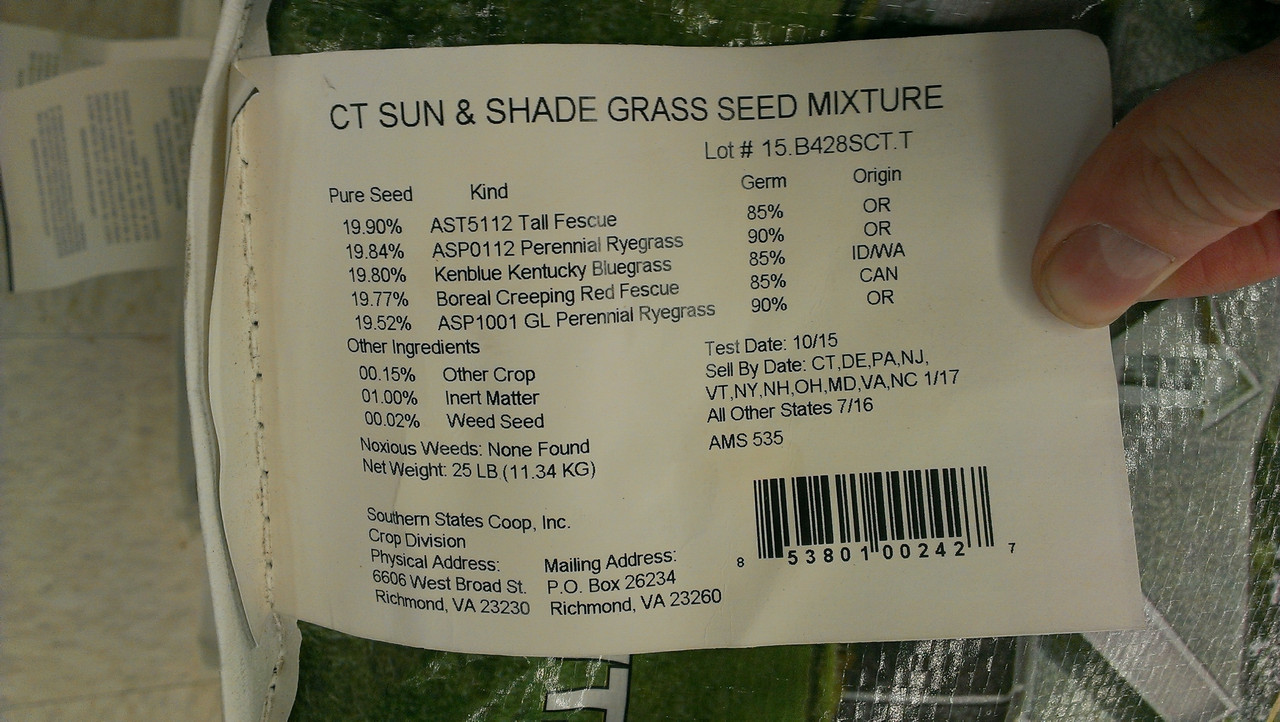 CT SUN & SHADE GRASS SEED MIXTURE
Lot # 15.B428SCT.T
Pure Seed Kind Germ Origin
19.90% AST5112 Tall Fescue 85% OR
19.84% ASP0112 Perennial Ryegrass 90% OR
19.80% Kenblue Kentucky Bluegrass 85% ID/WA
19.77% Boreal Creeping Red Fescue 85% CAN
19.52% ASP1001 GL Perennial Ryegrass 90% OR
Other Ingredients
00.15% Other Crop
01.00% Inert Matter
00.02% Weed Seed
Noxious Weeds: None Found
Net Weight: 25 LB (11.34 KG)
Test Date: 10/15
Sell By Date: CT,DE,PA,NJ,
VT,NY,NH,OH,MD,VA,NC 1/17
All Other States 7/16
AMS 535
Southern States Coop, Inc.
Crop Division
Physical Address: Mailing Address:
6606 West Broad St. P.O. Box 26234
Richmond, VA 23230 Richmond, VA 23260
8 53801 00242 7